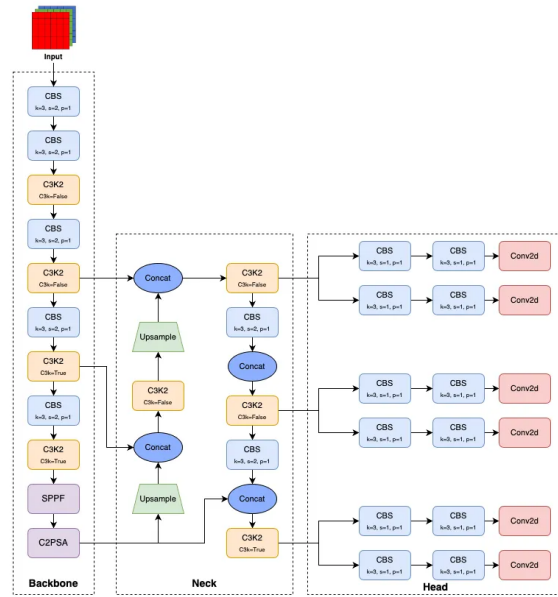 Input
CBS
k=3, s=2, p=1
CBS
k=3, s=2, p=1
C3K2
C3k=False
CBS
k=3, s=2, p=1
C3K2
C3k=False
CBS
k=3, s=2, p=1
C3K2
C3k=True
CBS
k=3, s=2, p=1
C3K2
C3k=True
SPPF
C2PSA
Backbone
Concat
Upsample
C3K2
C3k=False
Concat
Upsample
C3K2
C3k=False
CBS
k=3, s=2, p=1
Concat
C3K2
C3k=False
CBS
k=3, s=2, p=1
Concat
C3K2
C3k=True
Neck
CBS
k=3, s=1, p=1
CBS
k=3, s=1, p=1
Conv2d
CBS
k=3, s=1, p=1
CBS
k=3, s=1, p=1
Conv2d
CBS
k=3, s=1, p=1
CBS
k=3, s=1, p=1
Conv2d
CBS
k=3, s=1, p=1
CBS
k=3, s=1, p=1
Conv2d
CBS
k=3, s=1, p=1
CBS
k=3, s=1, p=1
Conv2d
CBS
k=3, s=1, p=1
CBS
k=3, s=1, p=1
Conv2d
Head